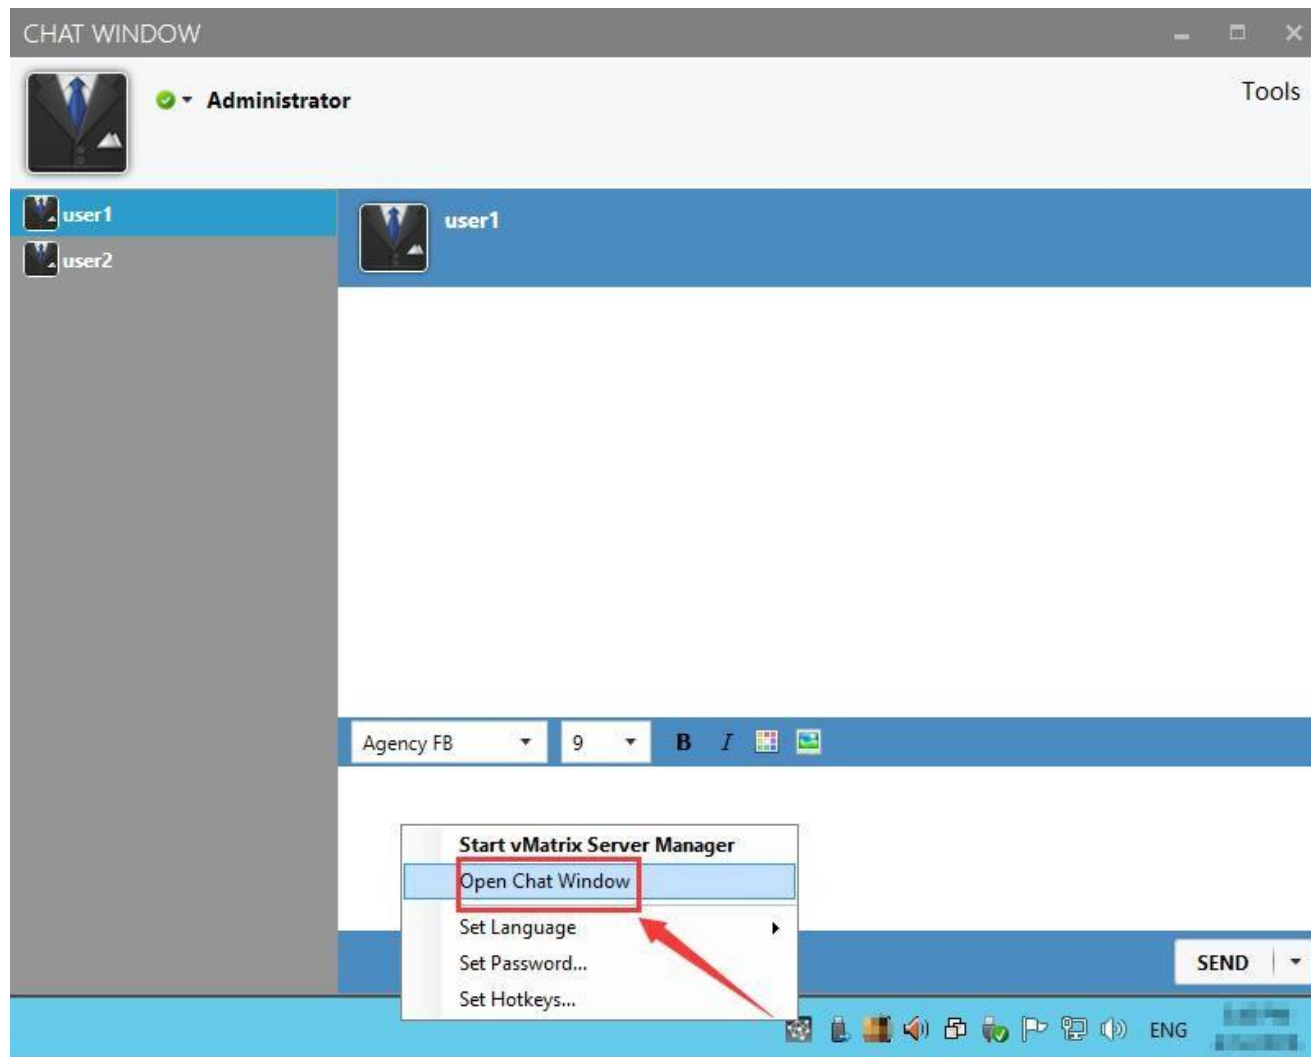 CHAT WINDOW
Administrator
Tools
user1
user2
user1
Agency FB
9
B
I
Start vMatrix Server Manager
Open Chat Window
Set Language
Set Password...
Set Hotkeys...
SEND
ENG